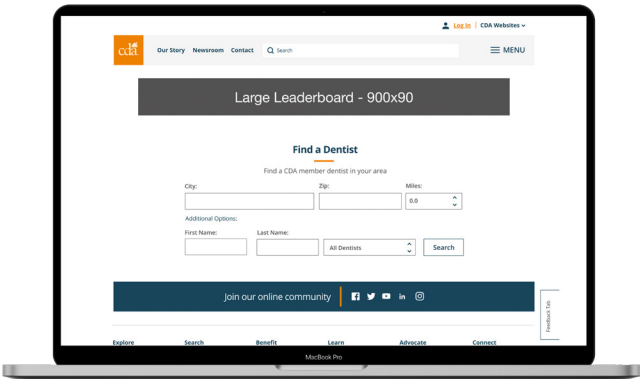 Log In | CDA Websites
cda. Our Story Newsroom Contact Search MENU
Large Leaderboard - 900x90
Find a Dentist
Find a CDA member dentist in your area
City: Zip: Miles:
0.0
Additional Options:
First Name: Last Name:
All Dentists Search
Join our online community
Feedback Tab
Explore Search Benefit Learn Advocate Connect
MacBook Pro